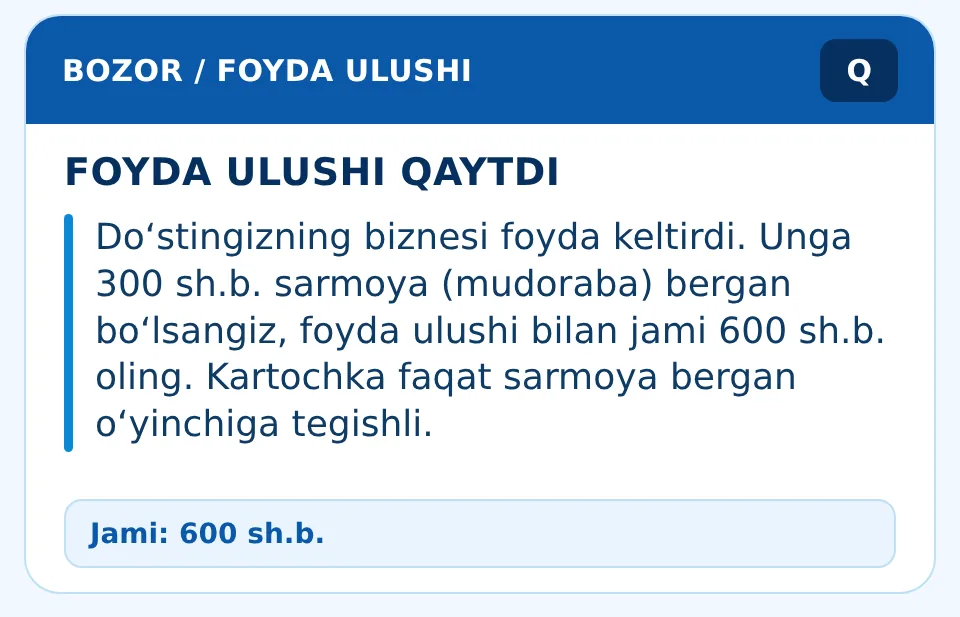 BOZOR / FOYDA ULUSHI
Q
FOYDA ULUSHI QAYTDI
Do‘stingizning biznesi foyda keltirdi. Unga
300 sh.b. sarmoya (mudoraba) bergan
bo‘lsangiz, foyda ulushi bilan jami 600 sh.b.
oling. Kartochka faqat sarmoya bergan
o‘yinchiga tegishli.
Jami: 600 sh.b.